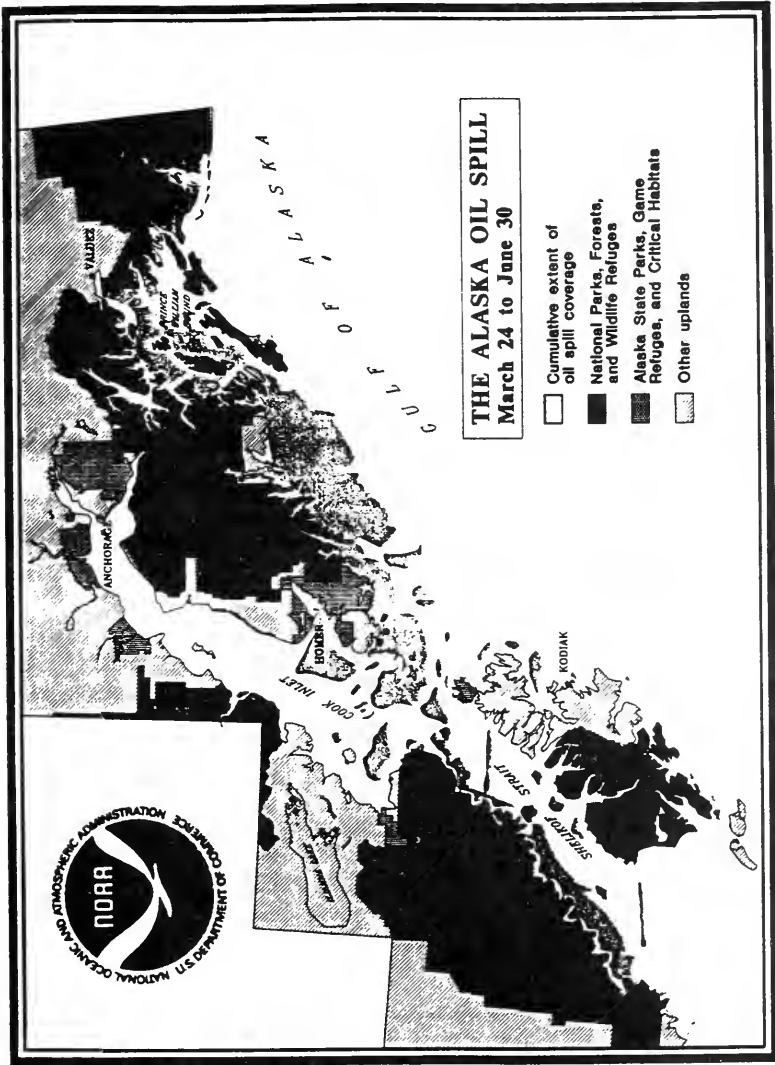 THE ALASKA OIL SPILL
March 24 to June 30
Cumulative extent of
oil spill coverage
National Parks, Forests,
and Wildlife Refuges
Alaska State Parks, Game
Refuges, and Critical Habitats
Other uplands
GULF OF ALASKA
VALDEZ
PRINCE
WILLIAM
SOUND
ANCHORAGE
HOMER
COOK INLET
KODIAK
SHELIKOF STRAIT
NATIONAL OCEANIC AND ATMOSPHERIC ADMINISTRATION
U.S. DEPARTMENT OF COMMERCE
NOAA